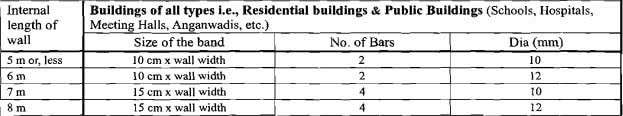 Internal length of wall | Buildings of all types i.e., Residential buildings & Public Buildings (Schools, Hospitals, Meeting Halls, Anganwadis, etc.)
Size of the band | No. of Bars | Dia (mm)
5 m or, less | 10 cm x wall width | 2 | 10
6 m | 10 cm x wall width | 2 | 12
7 m | 15 cm x wall width | 4 | 10
8 m | 15 cm x wall width | 4 | 12